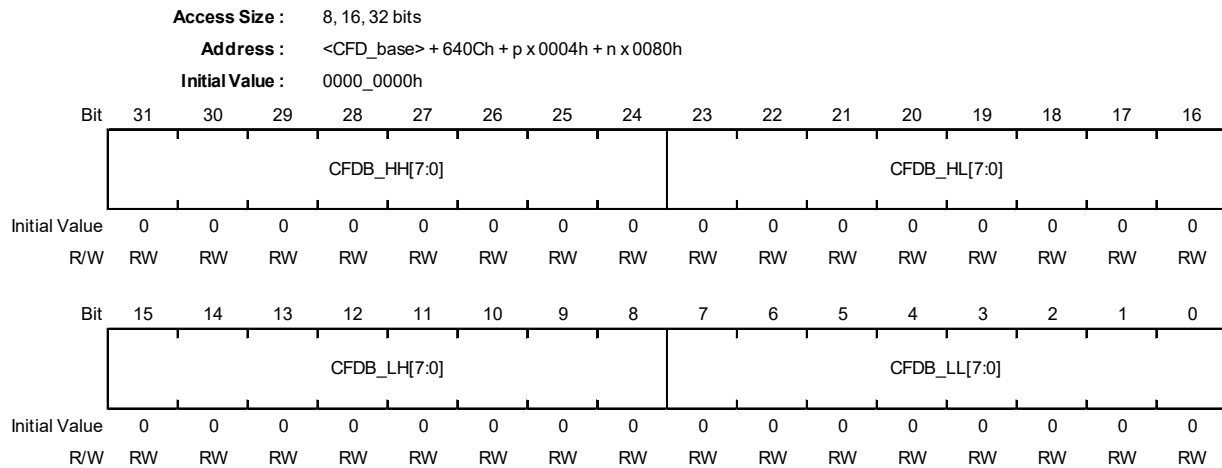 Access Size : 8, 16, 32 bits
Address : <CFD_base> + 640Ch + p x 0004h + n x 0080h
Initial Value : 0000_0000h
Bit 31 30 29 28 27 26 25 24 23 22 21 20 19 18 17 16
CFDB_HH[7:0] CFDB_HL[7:0]
Initial Value 0 0 0 0 0 0 0 0 0 0 0 0 0 0 0 0
R/W RW RW RW RW RW RW RW RW RW RW RW RW RW RW RW RW
Bit 15 14 13 12 11 10 9 8 7 6 5 4 3 2 1 0
CFDB_LH[7:0] CFDB_LL[7:0]
Initial Value 0 0 0 0 0 0 0 0 0 0 0 0 0 0 0 0
R/W RW RW RW RW RW RW RW RW RW RW RW RW RW RW RW RW